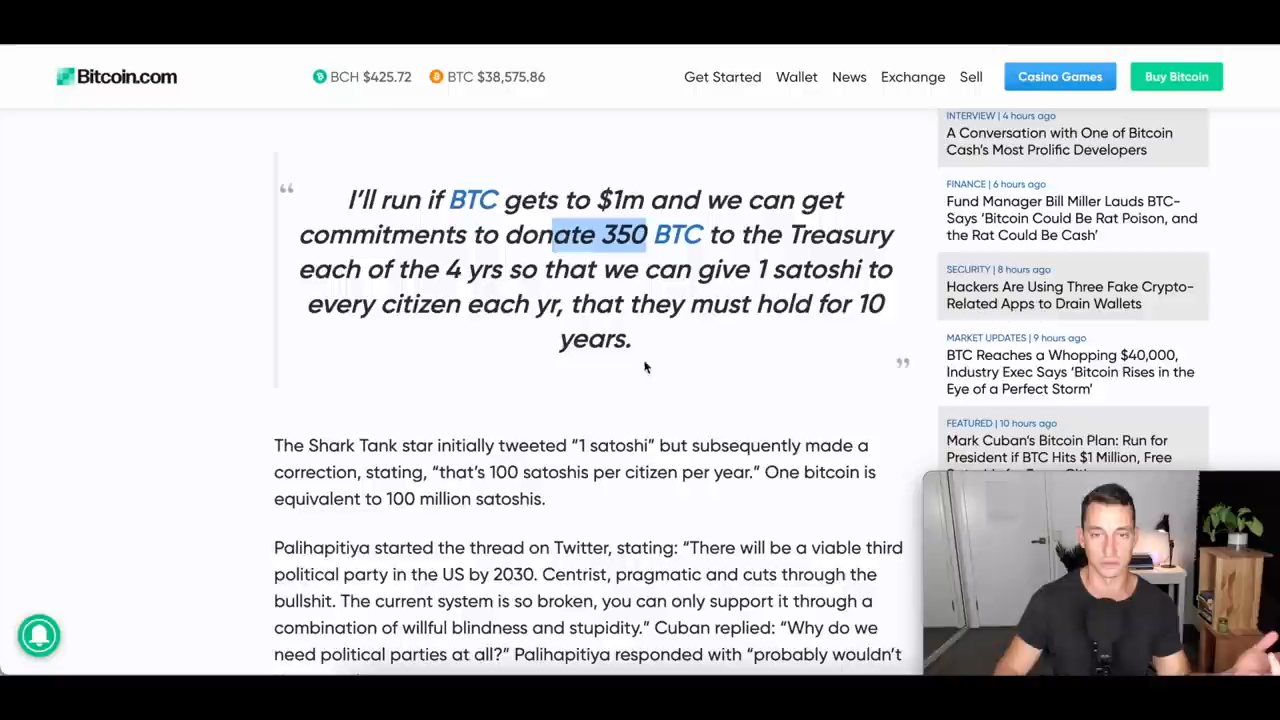 Bitcoin.com
BCH $425.72
BTC $38,575.86
Get Started
Wallet
News
Exchange
Sell
Casino Games
Buy Bitcoin
“
I’ll run if BTC gets to $1m and we can get
commitments to donate 350 BTC to the Treasury
each of the 4 yrs so that we can give 1 satoshi to
every citizen each yr, that they must hold for 10
years.
”
The Shark Tank star initially tweeted “1 satoshi” but subsequently made a
correction, stating, “that’s 100 satoshis per citizen per year.” One bitcoin is
equivalent to 100 million satoshis.
Palihapitiya started the thread on Twitter, stating: “There will be a viable third
political party in the US by 2030. Centrist, pragmatic and cuts through the
bullshit. The current system is so broken, you can only support it through a
combination of willful blindness and stupidity.” Cuban replied: “Why do we
need political parties at all?” Palihapitiya responded with “probably wouldn’t
INTERVIEW | 4 hours ago
A Conversation with One of Bitcoin
Cash’s Most Prolific Developers
FINANCE | 6 hours ago
Fund Manager Bill Miller Lauds BTC-
Says ‘Bitcoin Could Be Rat Poison, and
the Rat Could Be Cash’
SECURITY | 8 hours ago
Hackers Are Using Three Fake Crypto-
Related Apps to Drain Wallets
MARKET UPDATES | 9 hours ago
BTC Reaches a Whopping $40,000,
Industry Exec Says ‘Bitcoin Rises in the
Eye of a Perfect Storm’
FEATURED | 10 hours ago
Mark Cuban’s Bitcoin Plan: Run for
President if BTC Hits $1 Million, Free